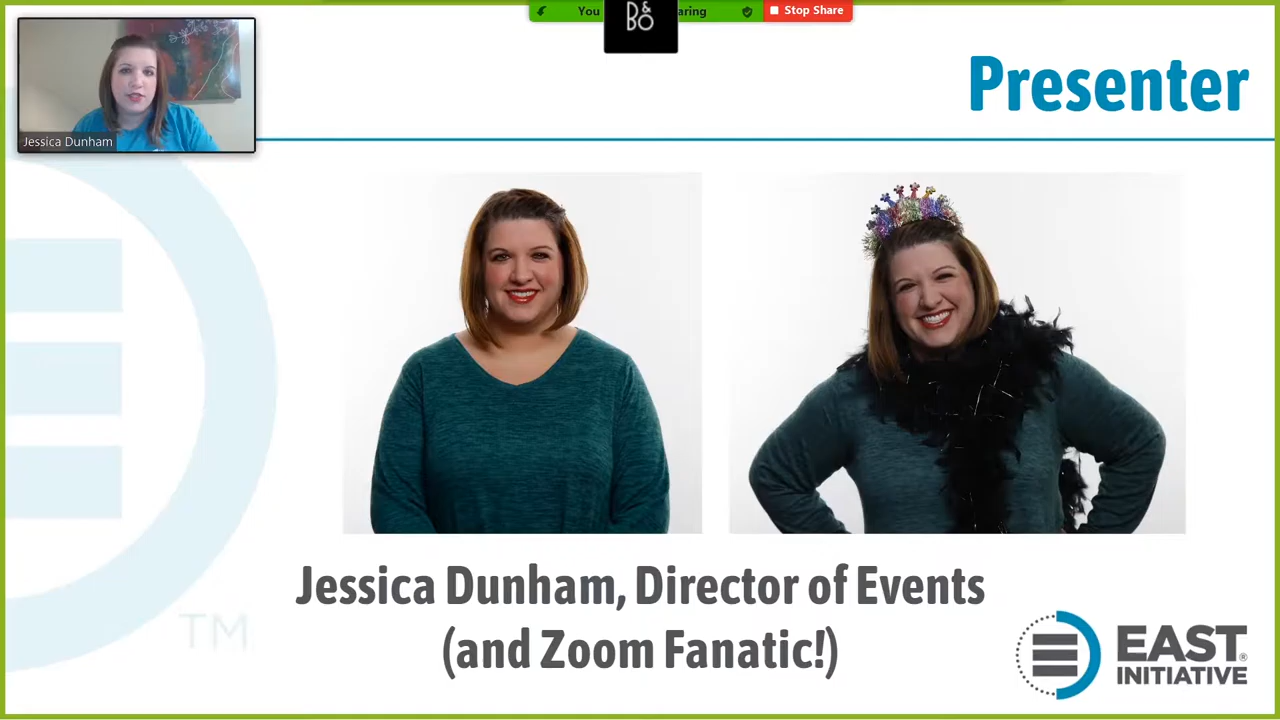 You
aring
Stop Share
B&O
Presenter
Jessica Dunham
Jessica Dunham, Director of Events
(and Zoom Fanatic!)
TM
EAST®
INITIATIVE